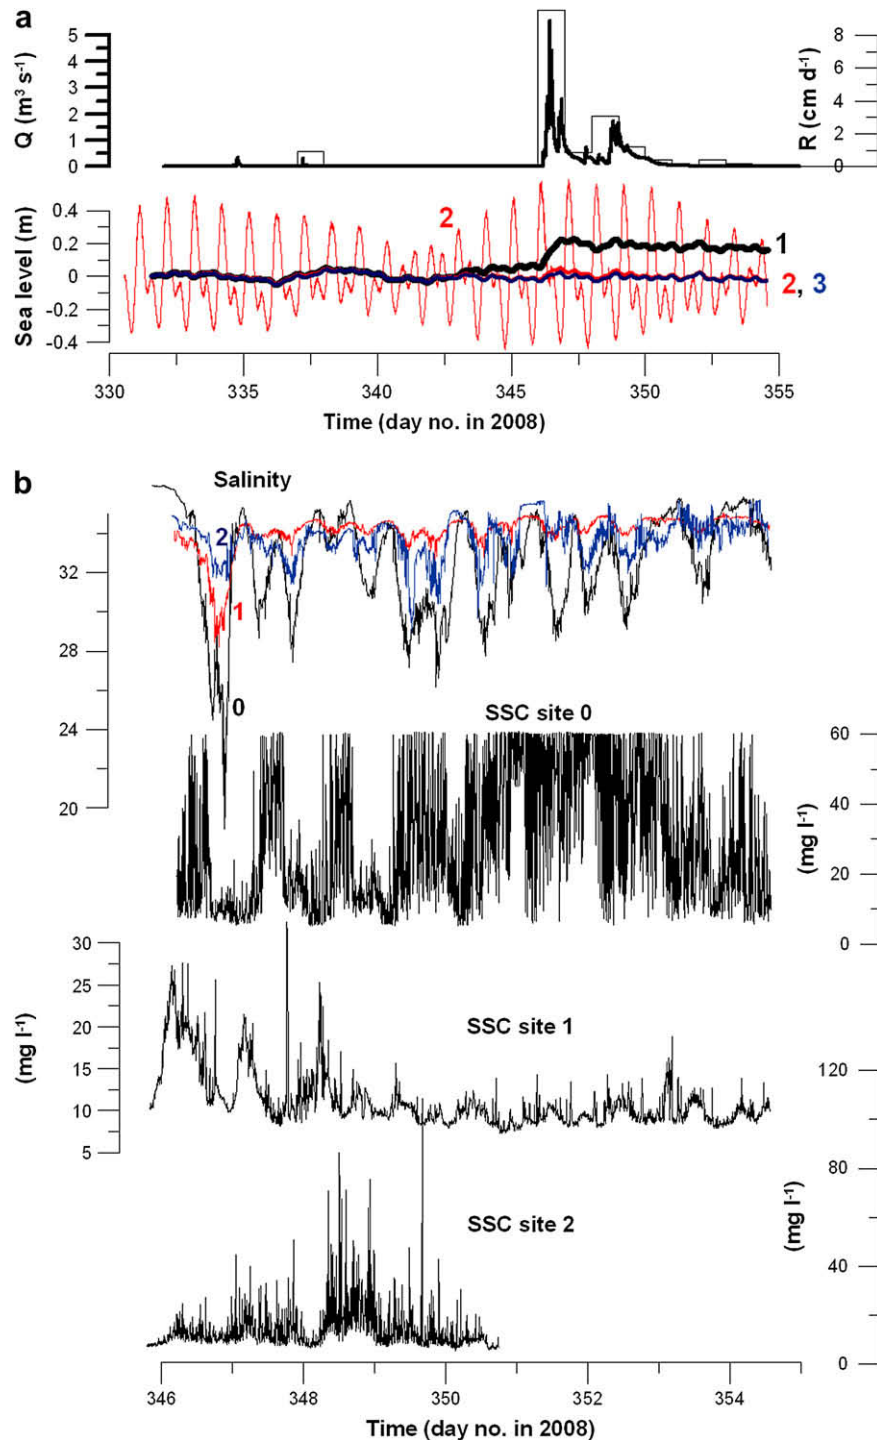 a
Q (m³ s⁻¹)
5
4
3
2
1
0
R (cm d⁻¹)
8
6
4
2
0
Sea level (m)
0.4
0.2
0
-0.2
-0.4
2
1
2, 3
330 335 340 345 350 355
Time (day no. in 2008)
b
Salinity
32
28
24
20
2
1
0
SSC site 0
60
40
20
0
(mg l⁻¹)
30
25
20
15
10
5
(mg l⁻¹)
SSC site 1
120
80
40
0
(mg l⁻¹)
SSC site 2
346 348 350 352 354
Time (day no. in 2008)